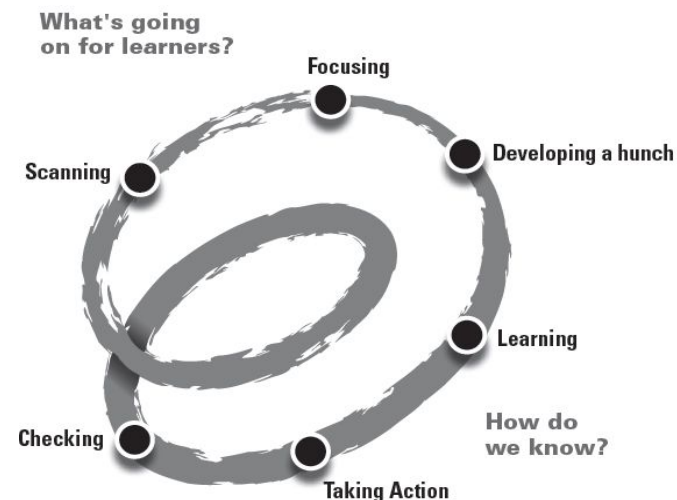 What's going
on for learners?
Focusing
Developing a hunch
Scanning
Learning
How do
we know?
Checking
Taking Action